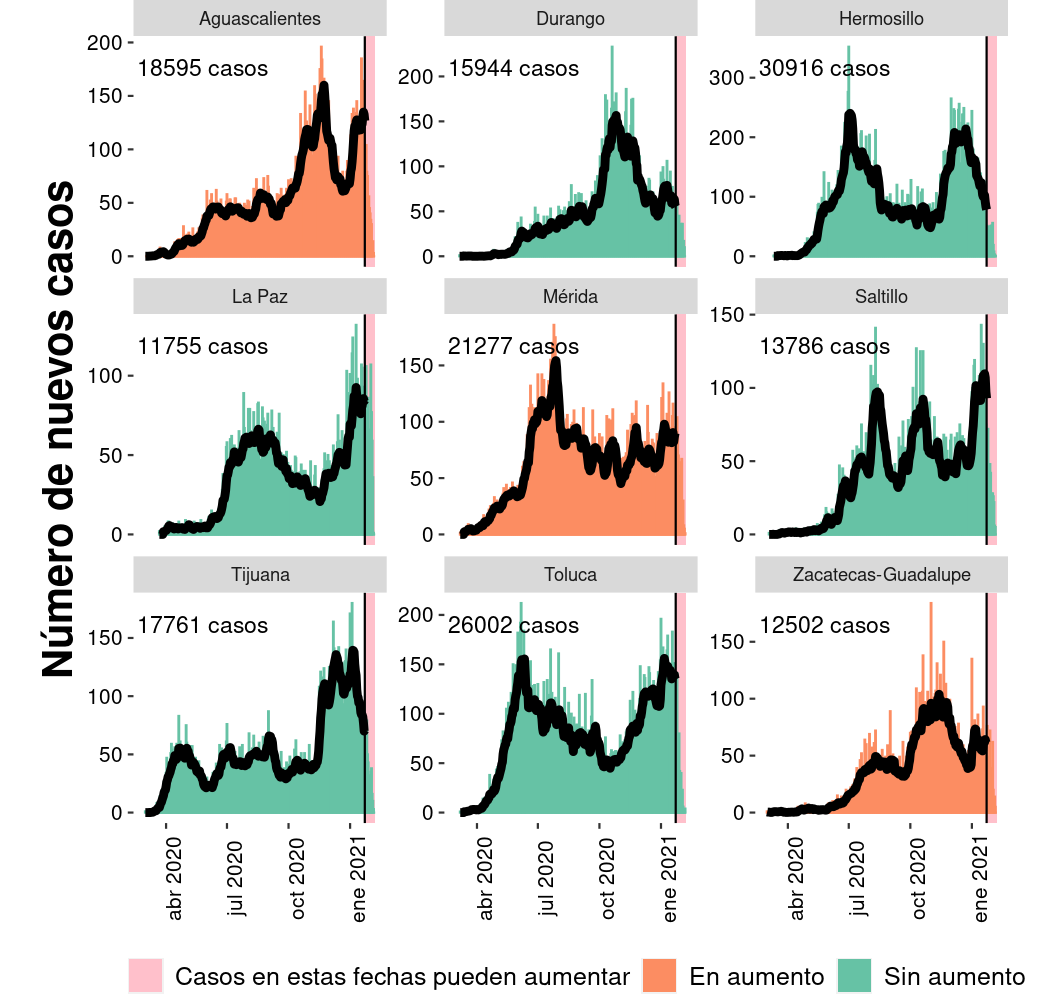 Número de nuevos casos
Aguascalientes
18595 casos
200
150
100
50
0
Durango
15944 casos
200
150
100
50
0
Hermosillo
30916 casos
300
200
100
0
La Paz
11755 casos
100
50
0
Mérida
21277 casos
150
100
50
0
Saltillo
13786 casos
150
100
50
0
Tijuana
17761 casos
150
100
50
0
Toluca
26002 casos
200
150
100
50
0
Zacatecas-Guadalupe
12502 casos
150
100
50
0
abr 2020
jul 2020
oct 2020
ene 2021
abr 2020
jul 2020
oct 2020
ene 2021
abr 2020
jul 2020
oct 2020
ene 2021
Casos en estas fechas pueden aumentar
En aumento
Sin aumento